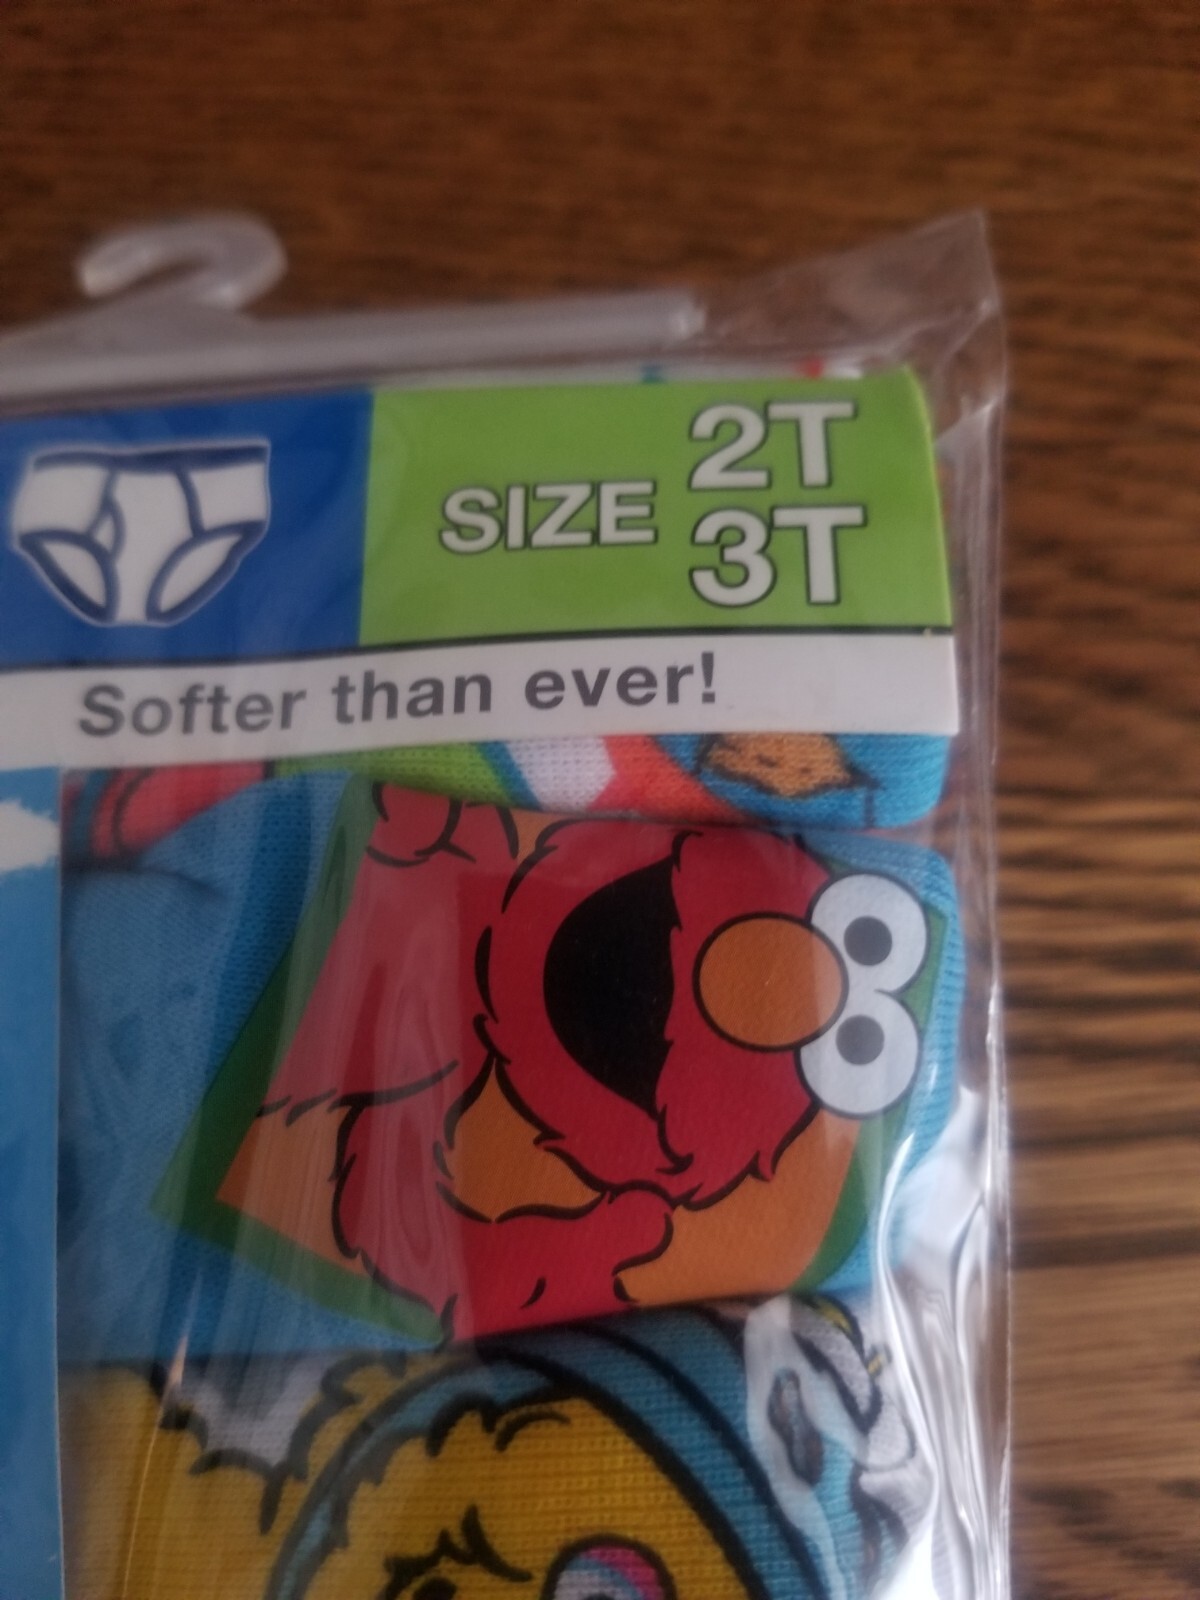 SIZE 2T
3T
Softer than ever!